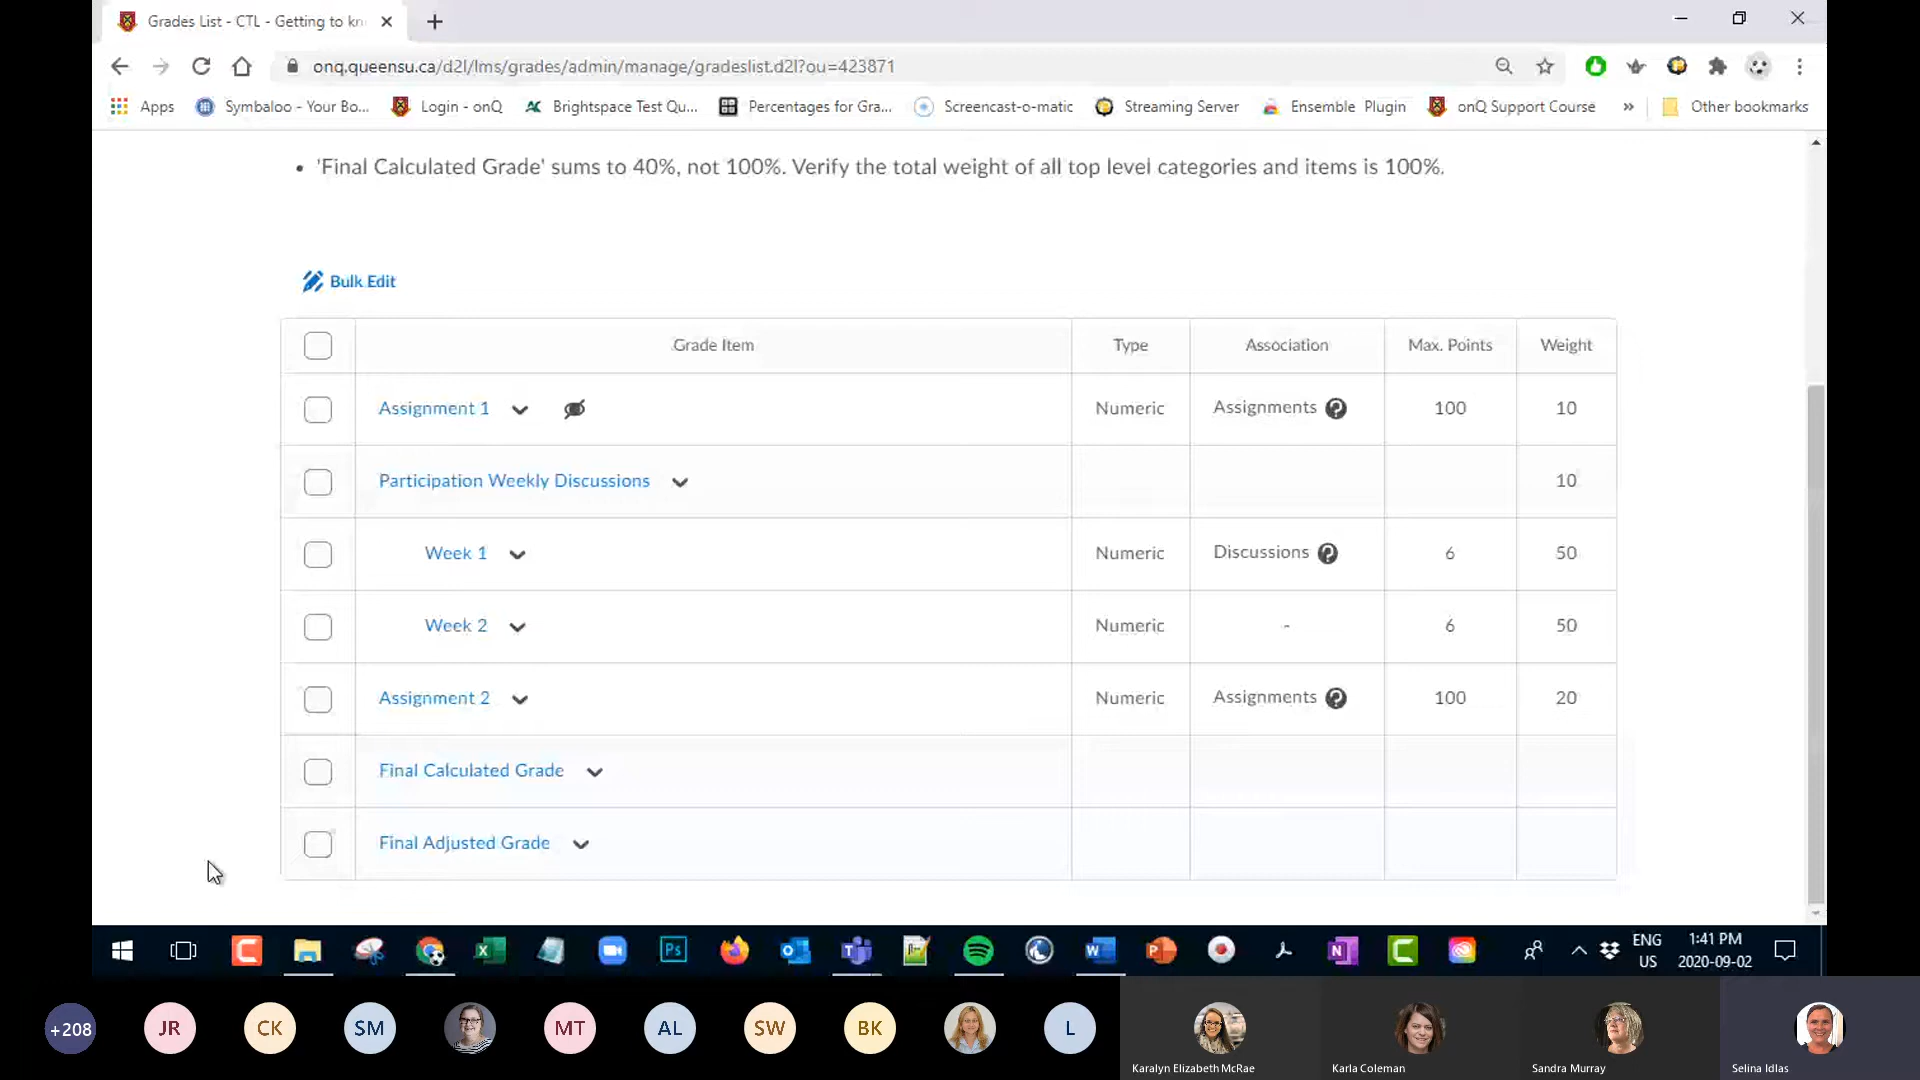 Grades List - CTL - Getting to kn
onq.queensu.ca/d2l/lms/grades/admin/manage/gradeslist.d2l?ou=423871
Apps Symbaloo - Your Bo... Login - onQ Brightspace Test Qu... Percentages for Gra... Screencast-o-matic Streaming Server Ensemble Plugin onQ Support Course » Other bookmarks
• 'Final Calculated Grade' sums to 40%, not 100%. Verify the total weight of all top level categories and items is 100%.
Bulk Edit
Grade Item Type Association Max. Points Weight
Assignment 1 Numeric Assignments 100 10
Participation Weekly Discussions 10
Week 1 Numeric Discussions 6 50
Week 2 Numeric - 6 50
Assignment 2 Numeric Assignments 100 20
Final Calculated Grade
Final Adjusted Grade
ENG 1:41 PM
US 2020-09-02
+208 JR CK SM MT AL SW BK L
Karalyn Elizabeth McRae Karla Coleman Sandra Murray Selina Idlas